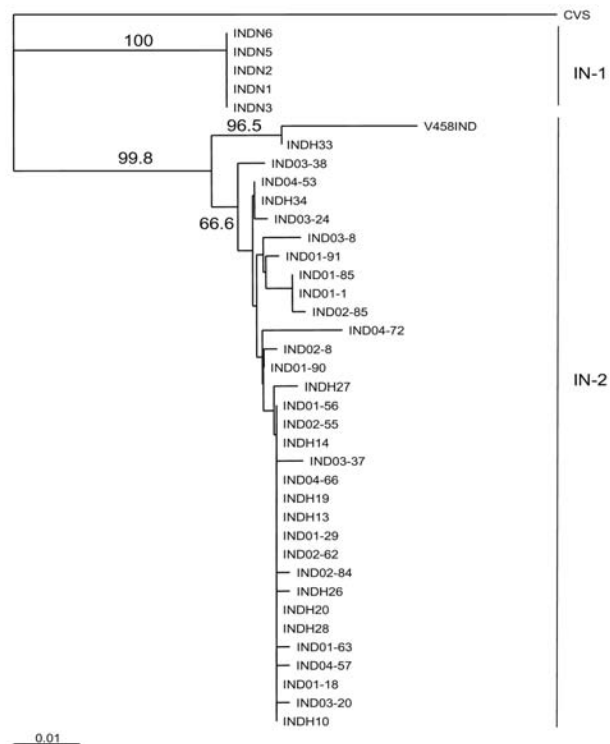 CVS
INDN6
100
INDN5
INDN2
IN-1
INDN1
INDN3
96.5
V458IND
INDH33
99.8
IND03-38
IND04-53
INDH34
66.6
IND03-24
IND03-8
IND01-91
IND01-85
IND01-1
IND02-85
IND04-72
IND02-8
IND01-90
IN-2
INDH27
IND01-56
IND02-55
INDH14
IND03-37
IND04-66
INDH19
INDH13
IND01-29
IND02-62
IND02-84
INDH26
INDH20
INDH28
IND01-63
IND04-57
IND01-18
IND03-20
INDH10
0.01